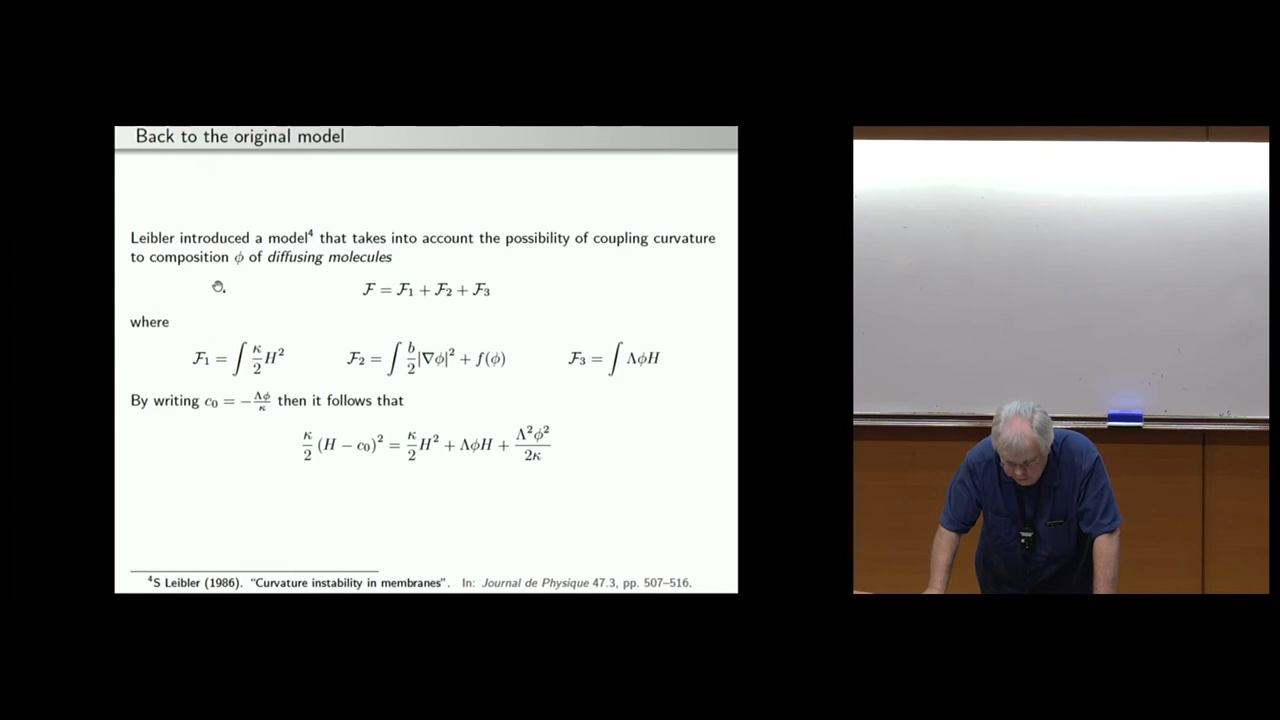 Back to the original model
Leibler introduced a model⁴ that takes into account the possibility of coupling curvature
to composition ϕ of diffusing molecules
ℱ = ℱ₁ + ℱ₂ + ℱ₃
where
ℱ₁ = ∫ κ/2 H² ℱ₂ = ∫ b/2 |∇ϕ|² + f(ϕ) ℱ₃ = ∫ ΛϕH
By writing c₀ = −Λϕ/κ then it follows that
κ/2 (H − c₀)² = κ/2 H² + ΛϕH + Λ²ϕ²/2κ
⁴S Leibler (1986). “Curvature instability in membranes”. In: Journal de Physique 47.3, pp. 507–516.